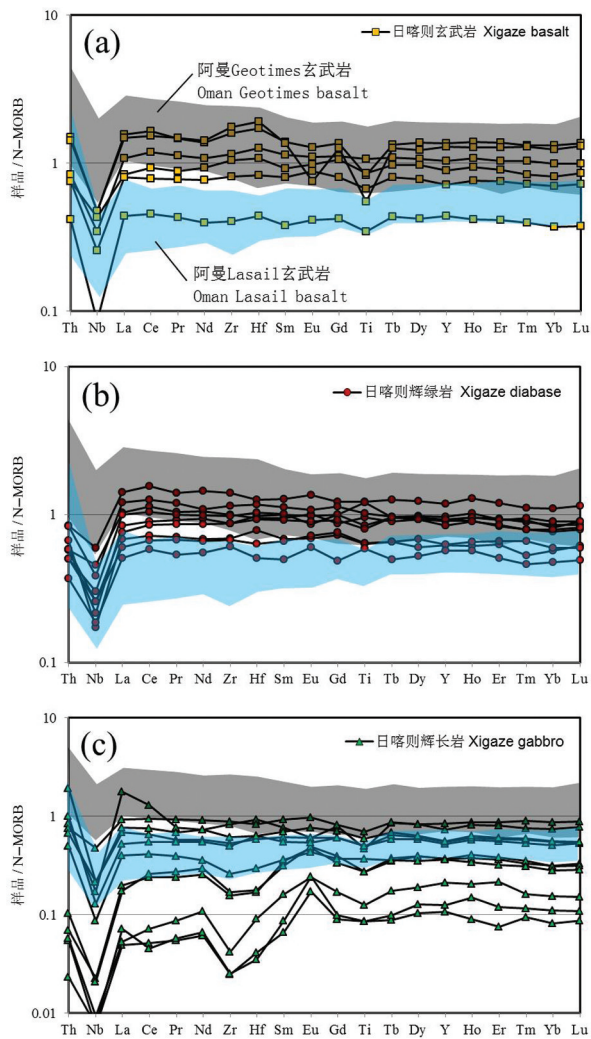 10
(a)
日喀则玄武岩 Xigaze basalt
阿曼Geotimes玄武岩
Oman Geotimes basalt
1
样品 / N-MORB
阿曼Lasail玄武岩
Oman Lasail basalt
0.1
Th Nb La Ce Pr Nd Zr Hf Sm Eu Gd Ti Tb Dy Y Ho Er Tm Yb Lu
10
(b)
日喀则辉绿岩 Xigaze diabase
1
样品 / N-MORB
0.1
Th Nb La Ce Pr Nd Zr Hf Sm Eu Gd Ti Tb Dy Y Ho Er Tm Yb Lu
10
(c)
日喀则辉长岩 Xigaze gabbro
1
样品 / N-MORB
0.1
0.01
Th Nb La Ce Pr Nd Zr Hf Sm Eu Gd Ti Tb Dy Y Ho Er Tm Yb Lu